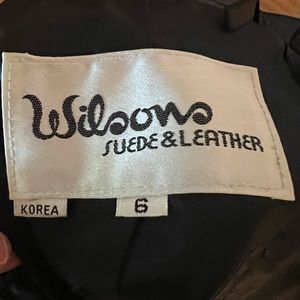 Wilsons
SUEDE & LEATHER
KOREA
6